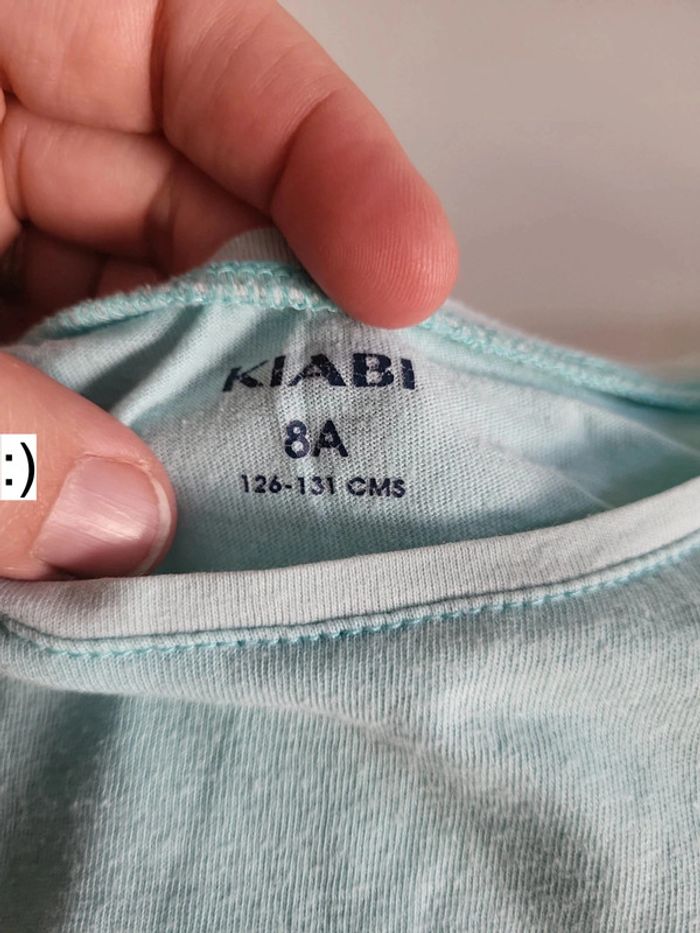 KIABI
8A
126-131 CMS
:)